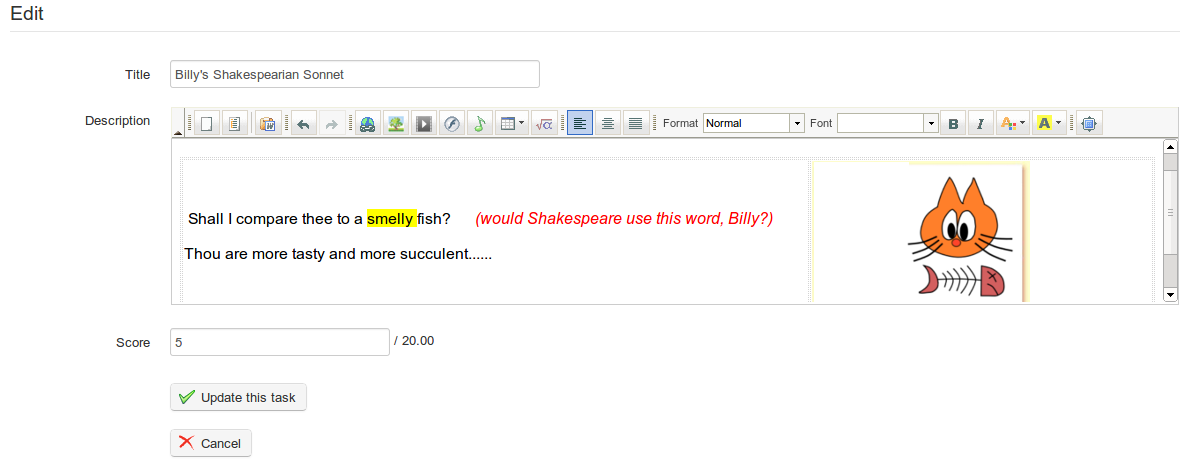 Edit
Title Billy's Shakespearian Sonnet
Description Format Normal Font B I A A
Shall I compare thee to a smelly fish? (would Shakespeare use this word, Billy?)
Thou are more tasty and more succulent......
Score 5 / 20.00
Update this task
Cancel